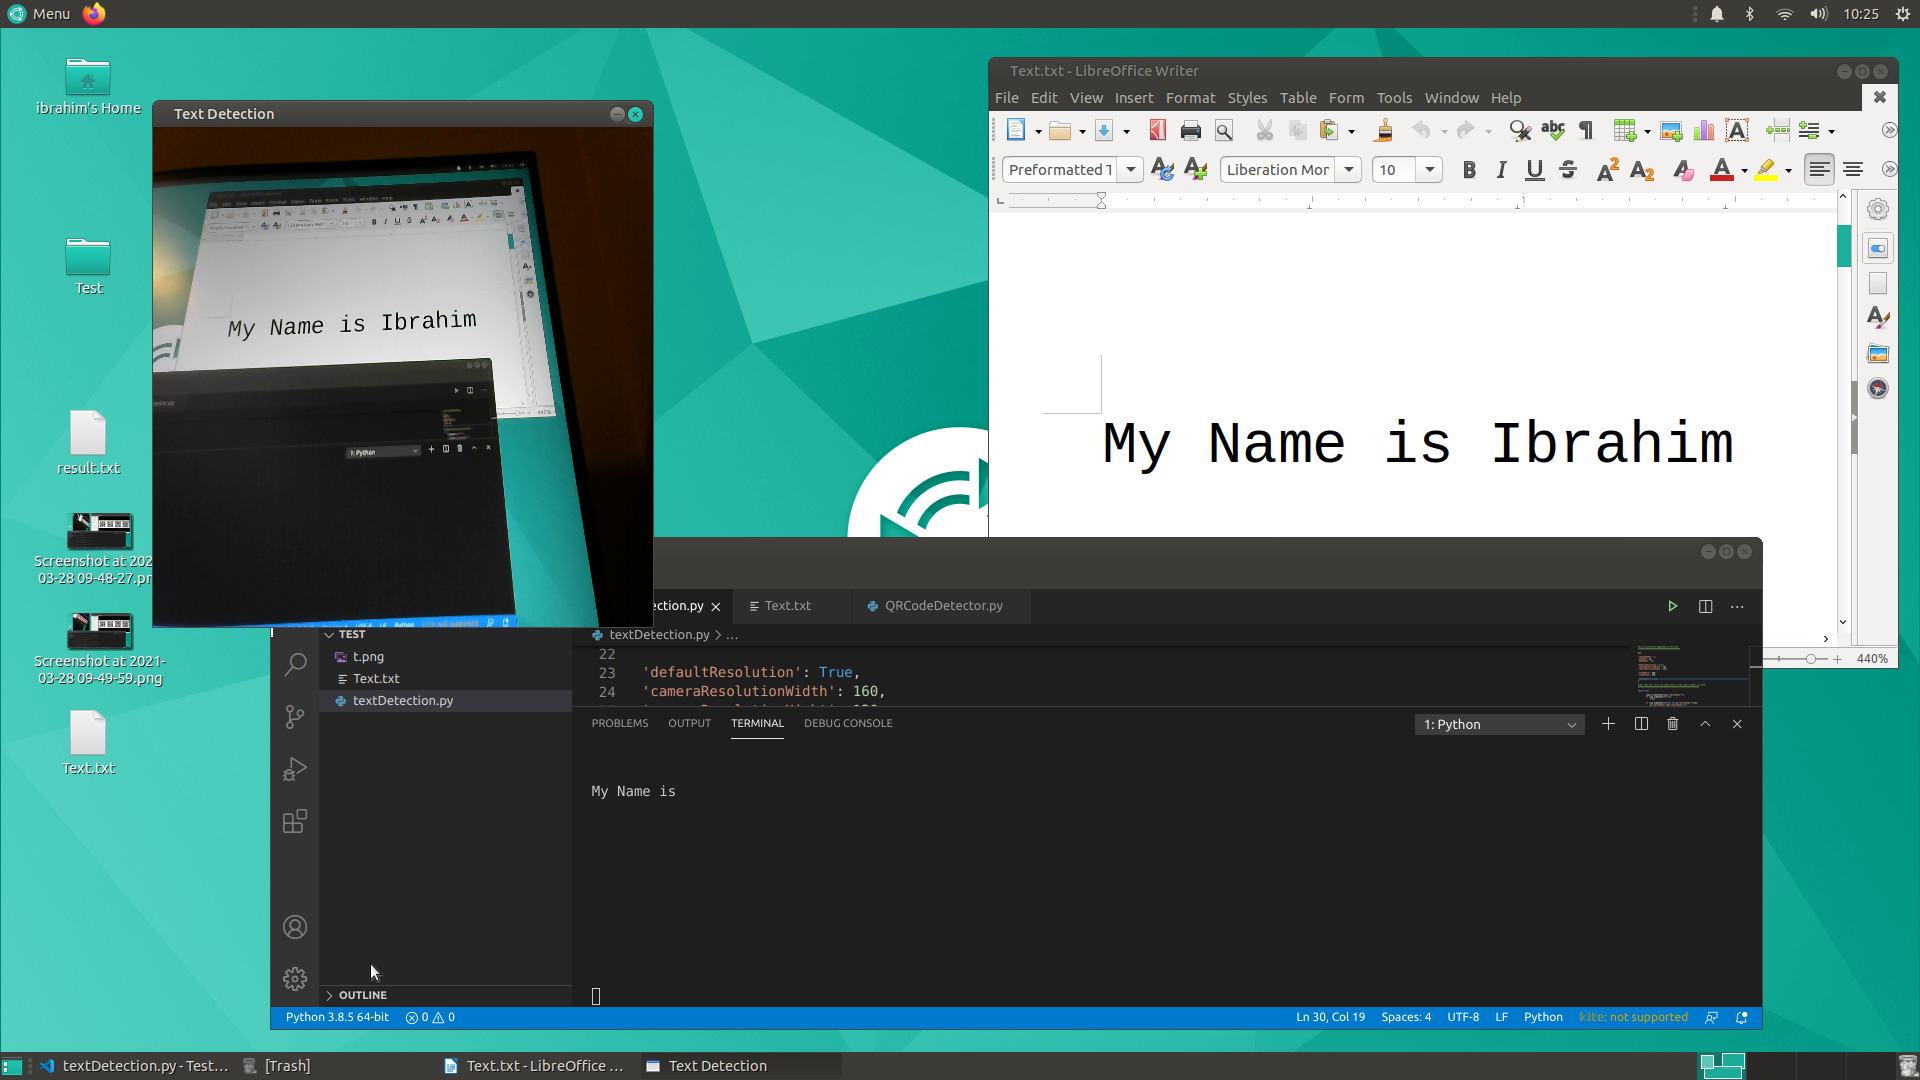 Menu
10:25
ibrahim's Home
Test
result.txt
Screenshot at 202
03-28 09-48-27.pn
Screenshot at 2021-
03-28 09-49-59.png
Text.txt
Text Detection
My Name is Ibrahim
1: Python
440%
Text.txt - LibreOffice Writer
File Edit View Insert Format Styles Table Form Tools Window Help
Preformatted T Liberation Mor 10
1
My Name is Ibrahim
440%
ection.py Text.txt QRCodeDetector.py
TEST
t.png
Text.txt
textDetection.py
OUTLINE
textDetection.py > ...
22
23 'defaultResolution': True,
24 'cameraResolutionWidth': 160,
PROBLEMS OUTPUT TERMINAL DEBUG CONSOLE
1: Python
My Name is
Python 3.8.5 64-bit 0 0
Ln 30, Col 19 Spaces: 4 UTF-8 LF Python kite: not supported
textDetection.py - Test... [Trash] Text.txt - LibreOffice ... Text Detection